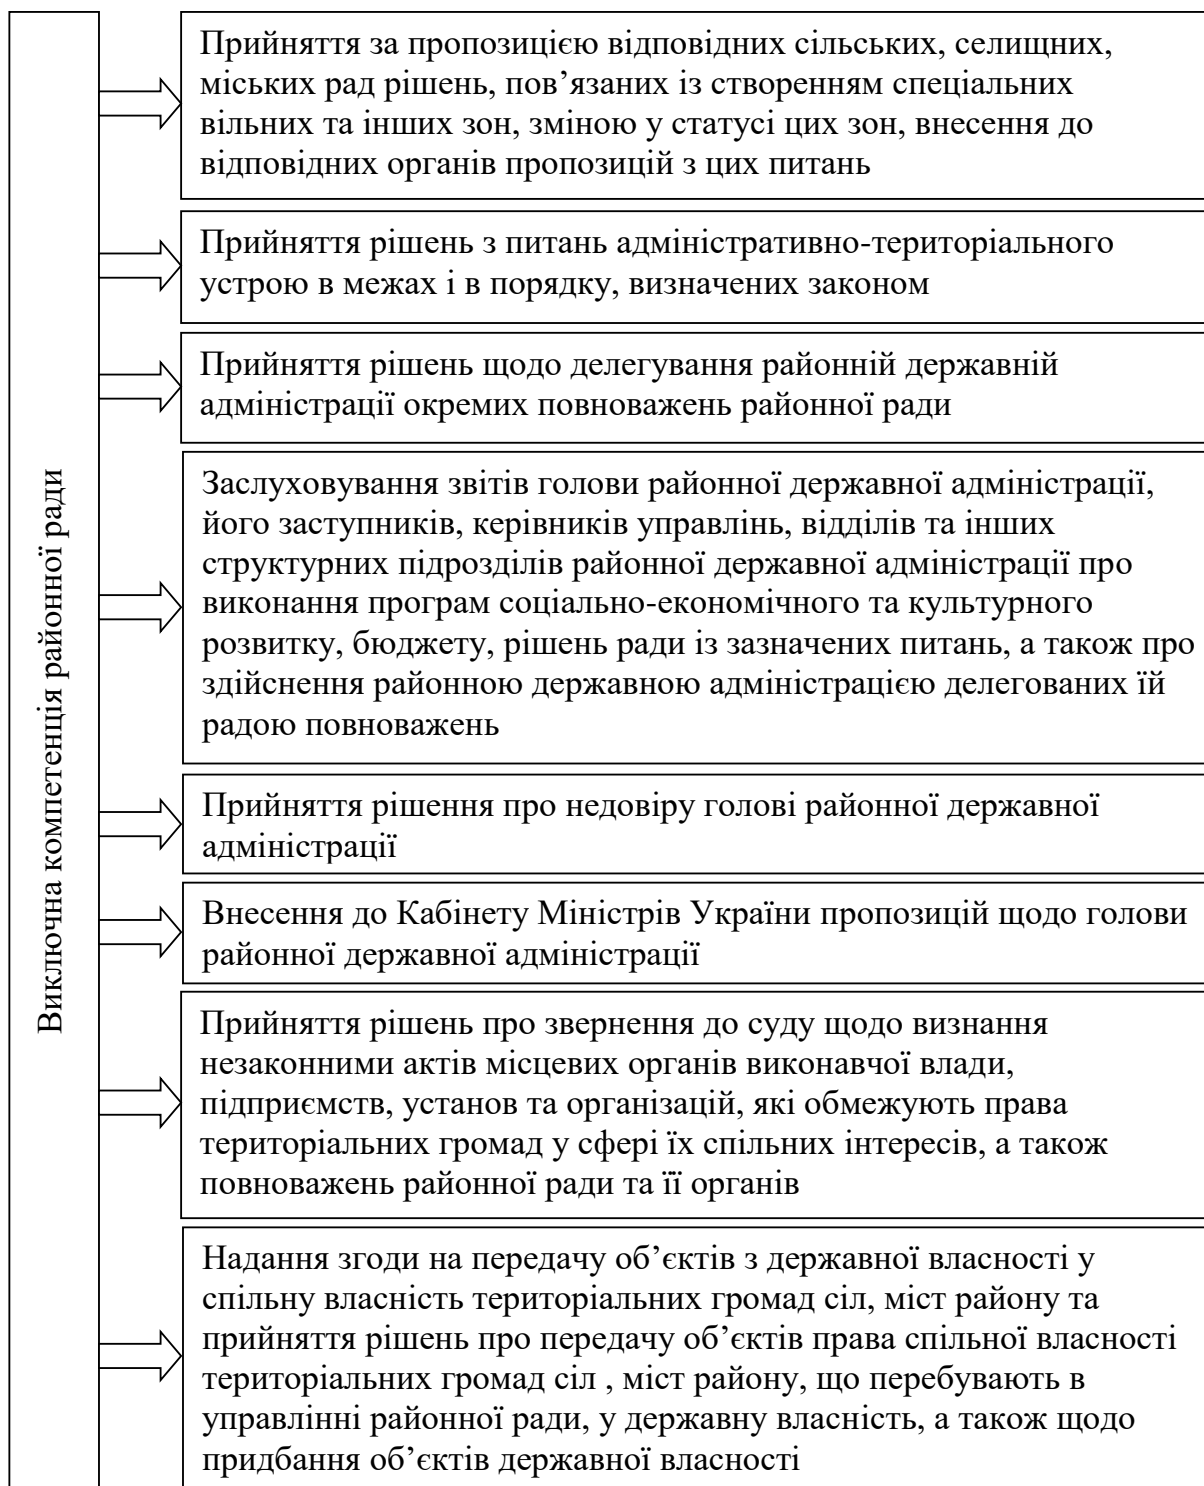 Виключна компетенція районної ради
Прийняття за пропозицією відповідних сільських, селищних,
міських рад рішень, пов’язаних із створенням спеціальних
вільних та інших зон, зміною у статусі цих зон, внесення до
відповідних органів пропозицій з цих питань
Прийняття рішень з питань адміністративно-територіального
устрою в межах і в порядку, визначених законом
Прийняття рішень щодо делегування районній державній
адміністрації окремих повноважень районної ради
Заслуховування звітів голови районної державної адміністрації,
його заступників, керівників управлінь, відділів та інших
структурних підрозділів районної державної адміністрації про
виконання програм соціально-економічного та культурного
розвитку, бюджету, рішень ради із зазначених питань, а також про
здійснення районною державною адміністрацією делегованих їй
радою повноважень
Прийняття рішення про недовіру голові районної державної
адміністрації
Внесення до Кабінету Міністрів України пропозицій щодо голови
районної державної адміністрації
Прийняття рішень про звернення до суду щодо визнання
незаконними актів місцевих органів виконавчої влади,
підприємств, установ та організацій, які обмежують права
територіальних громад у сфері їх спільних інтересів, а також
повноважень районної ради та її органів
Надання згоди на передачу об’єктів з державної власності у
спільну власність територіальних громад сіл, міст району та
прийняття рішень про передачу об’єктів права спільної власності
територіальних громад сіл , міст району, що перебувають в
управлінні районної ради, у державну власність, а також щодо
придбання об’єктів державної власності